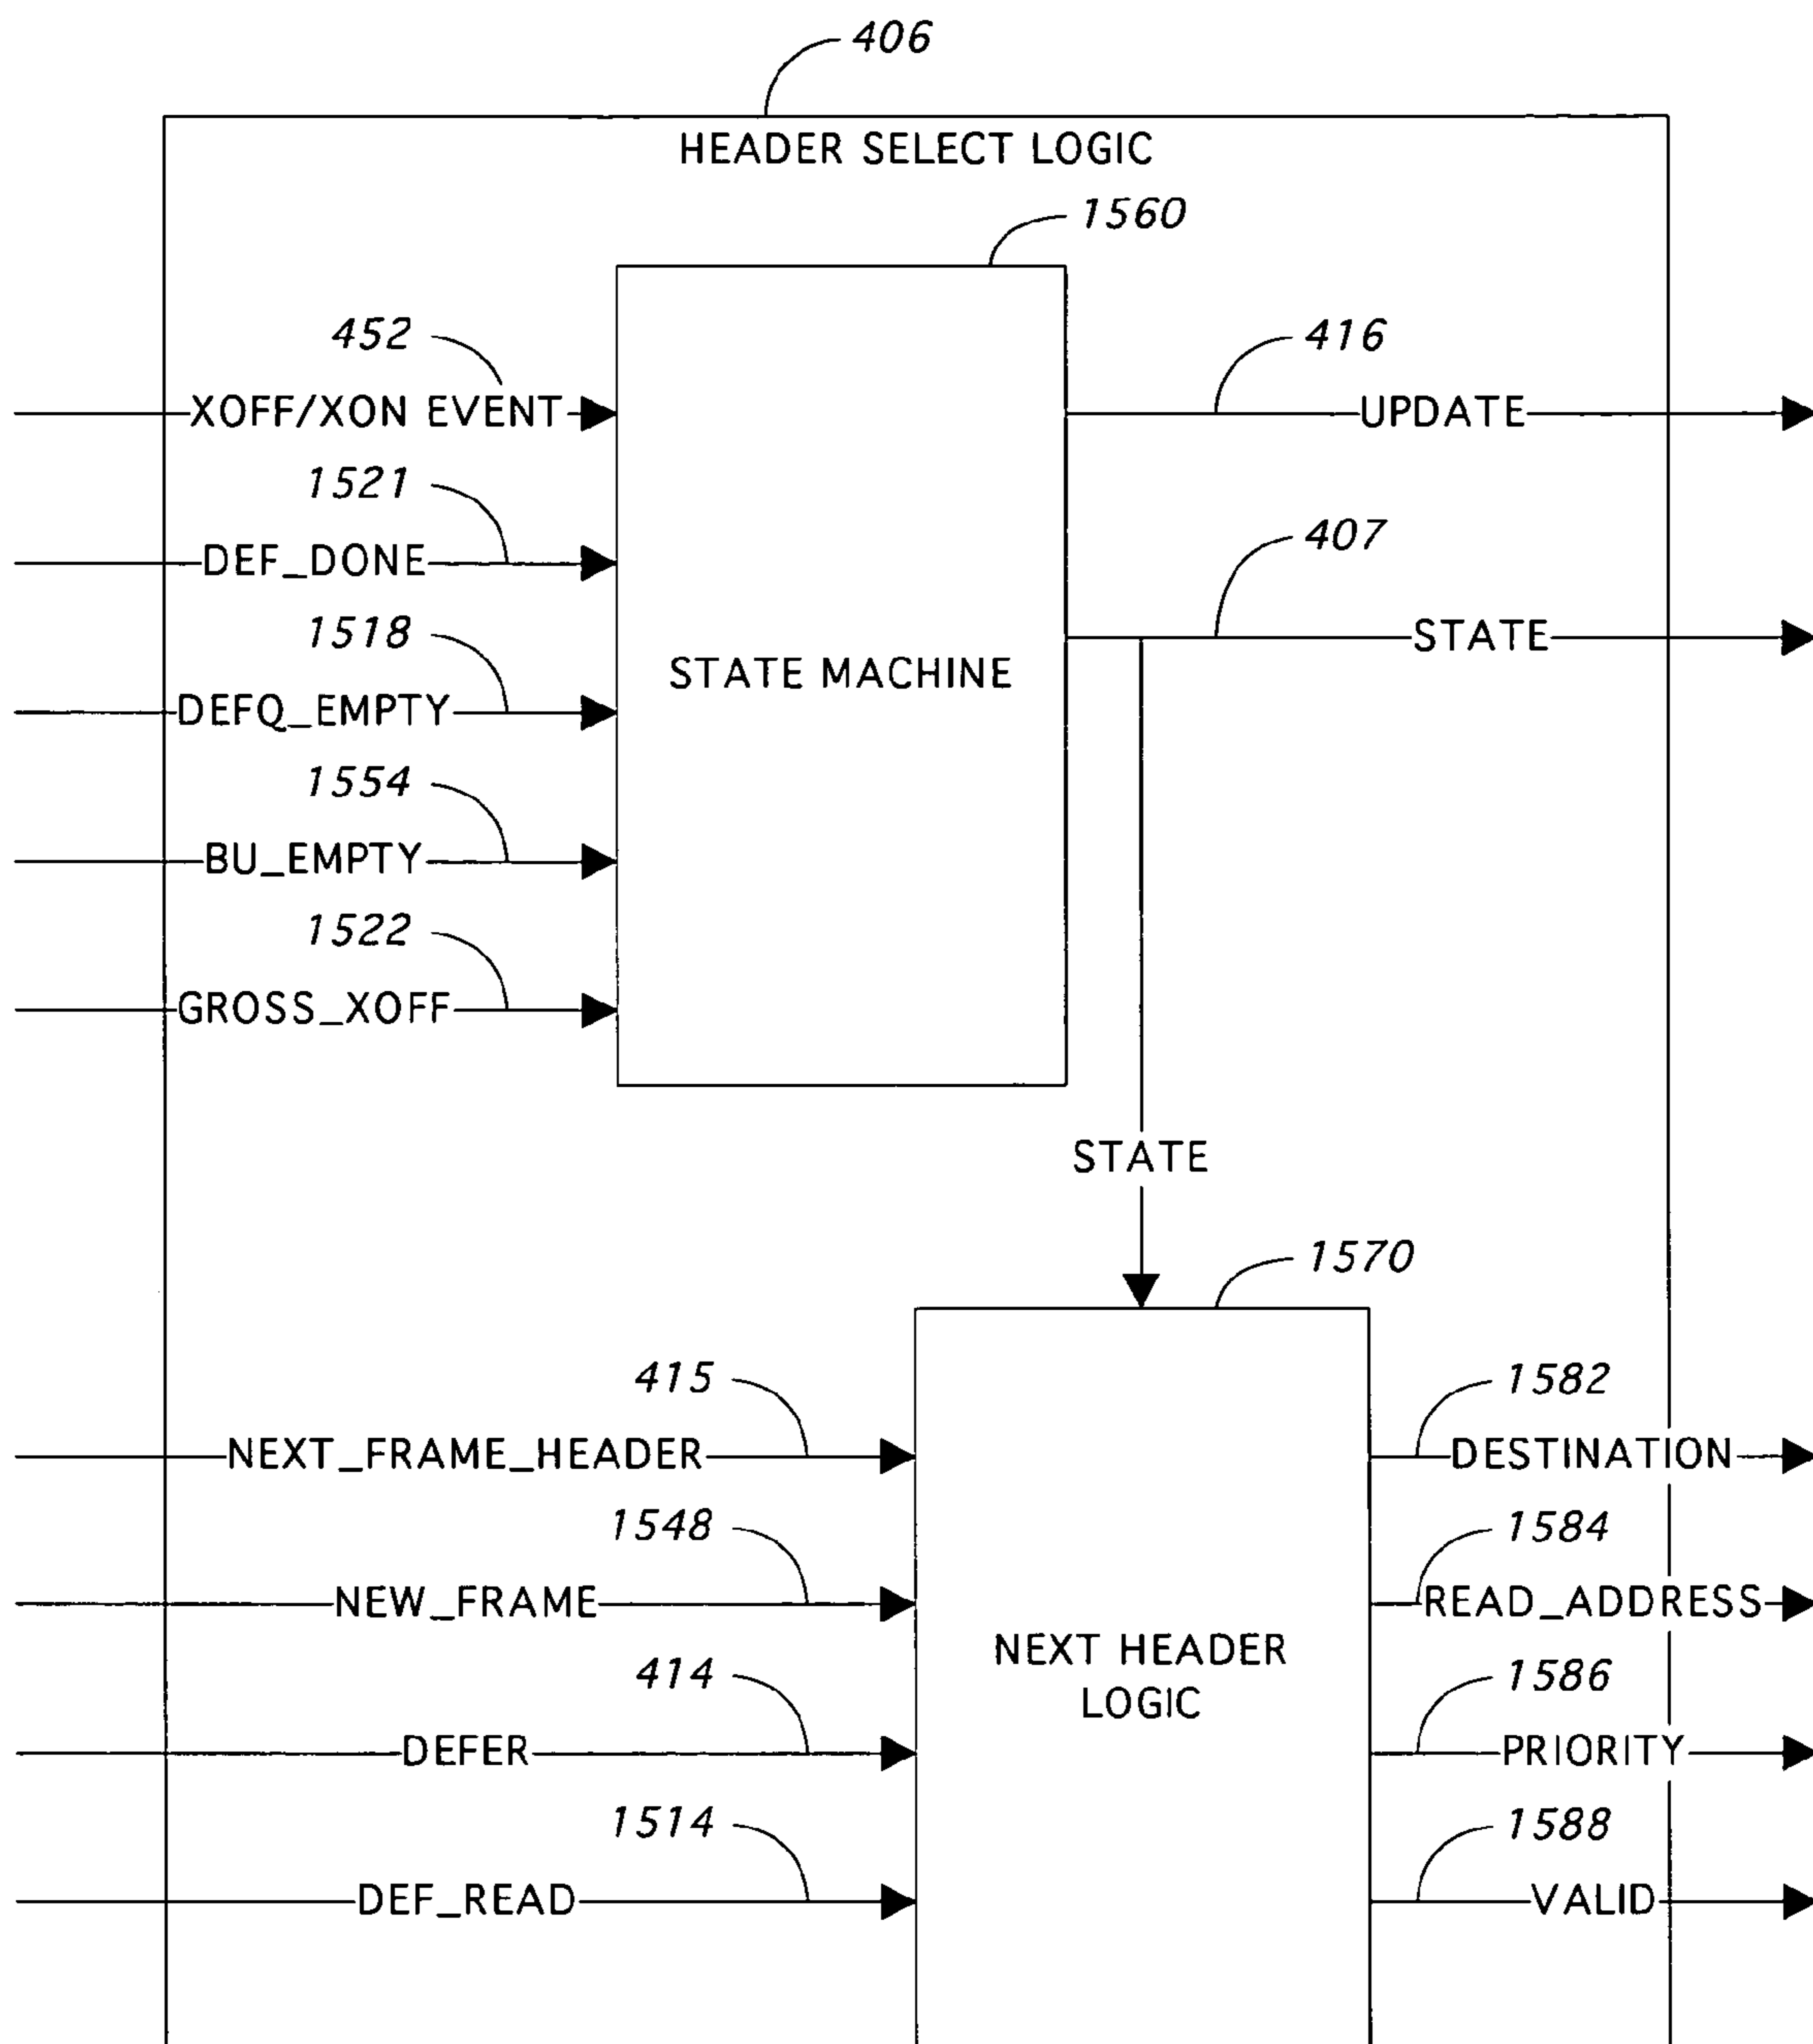 406
HEADER SELECT LOGIC
1560
452
416
XOFF/XON EVENT
UPDATE
1521
407
DEF_DONE
STATE
1518
STATE MACHINE
DEFQ_EMPTY
1554
BU_EMPTY
1522
GROSS_XOFF
STATE
1570
415
1582
NEXT_FRAME_HEADER
DESTINATION
1548
1584
NEW_FRAME
READ_ADDRESS
NEXT HEADER
LOGIC
414
1586
DEFER
PRIORITY
1514
1588
DEF_READ
VALID